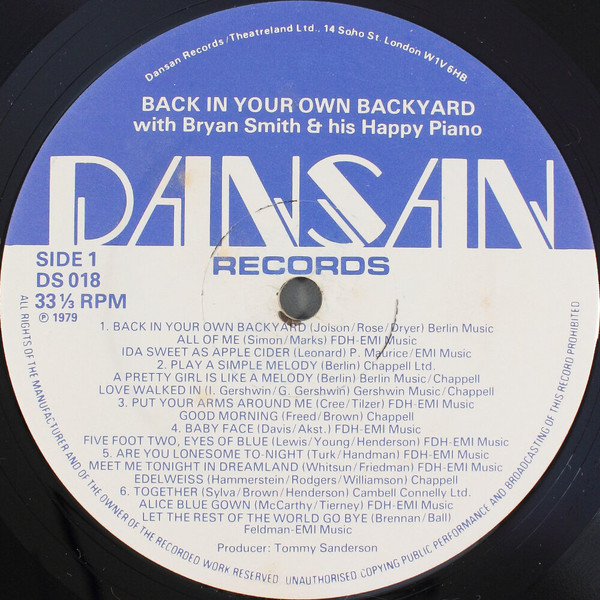 Dansan Records/Theatreland Ltd., 14 Soho St. London W1V 6HB.
BACK IN YOUR OWN BACKYARD
with Bryan Smith & his Happy Piano
DANSAN
RECORDS
SIDE 1
DS 018
33 ⅓ RPM
℗ 1979
1. BACK IN YOUR OWN BACKYARD (Jolson/Rose/Dryer) Berlin Music
ALL OF ME (Simon/Marks) FDH-EMI Music
IDA SWEET AS APPLE CIDER (Leonard) P. Maurice/EMI Music
2. PLAY A SIMPLE MELODY (Berlin) Chappell Ltd.
A PRETTY GIRL IS LIKE A MELODY (Berlin) Berlin Music/Chappell
LOVE WALKED IN (I. Gershwin/G. Gershwin) Gershwin Music/Chappell
3. PUT YOUR ARMS AROUND ME (Cree/Tilzer) FDH-EMI Music
GOOD MORNING (Freed/Brown) Chappell
4. BABY FACE (Davis/Akst.) FDH-EMI Music
FIVE FOOT TWO, EYES OF BLUE (Lewis/Young/Henderson) FDH-EMI Music
5. ARE YOU LONESOME TO-NIGHT (Turk/Handman) FDH-EMI Music
MEET ME TONIGHT IN DREAMLAND (Whitsun/Friedman) FDH-EMI Music
EDELWEISS (Hammerstein/Rodgers/Williamson) Chappell
6. TOGETHER (Sylva/Brown/Henderson) Cambell Connelly Ltd.
ALICE BLUE GOWN (McCarthy/Tierney) FDH-EMI Music
LET THE REST OF THE WORLD GO BYE (Brennan/Ball)
Feldman-EMI Music
Producer: Tommy Sanderson
ALL RIGHTS OF THE MANUFACTURER AND OF THE OWNER OF THE RECORDED WORK RESERVED. UNAUTHORISED COPYING PUBLIC PERFORMANCE AND BROADCASTING OF THIS RECORD PROHIBITED